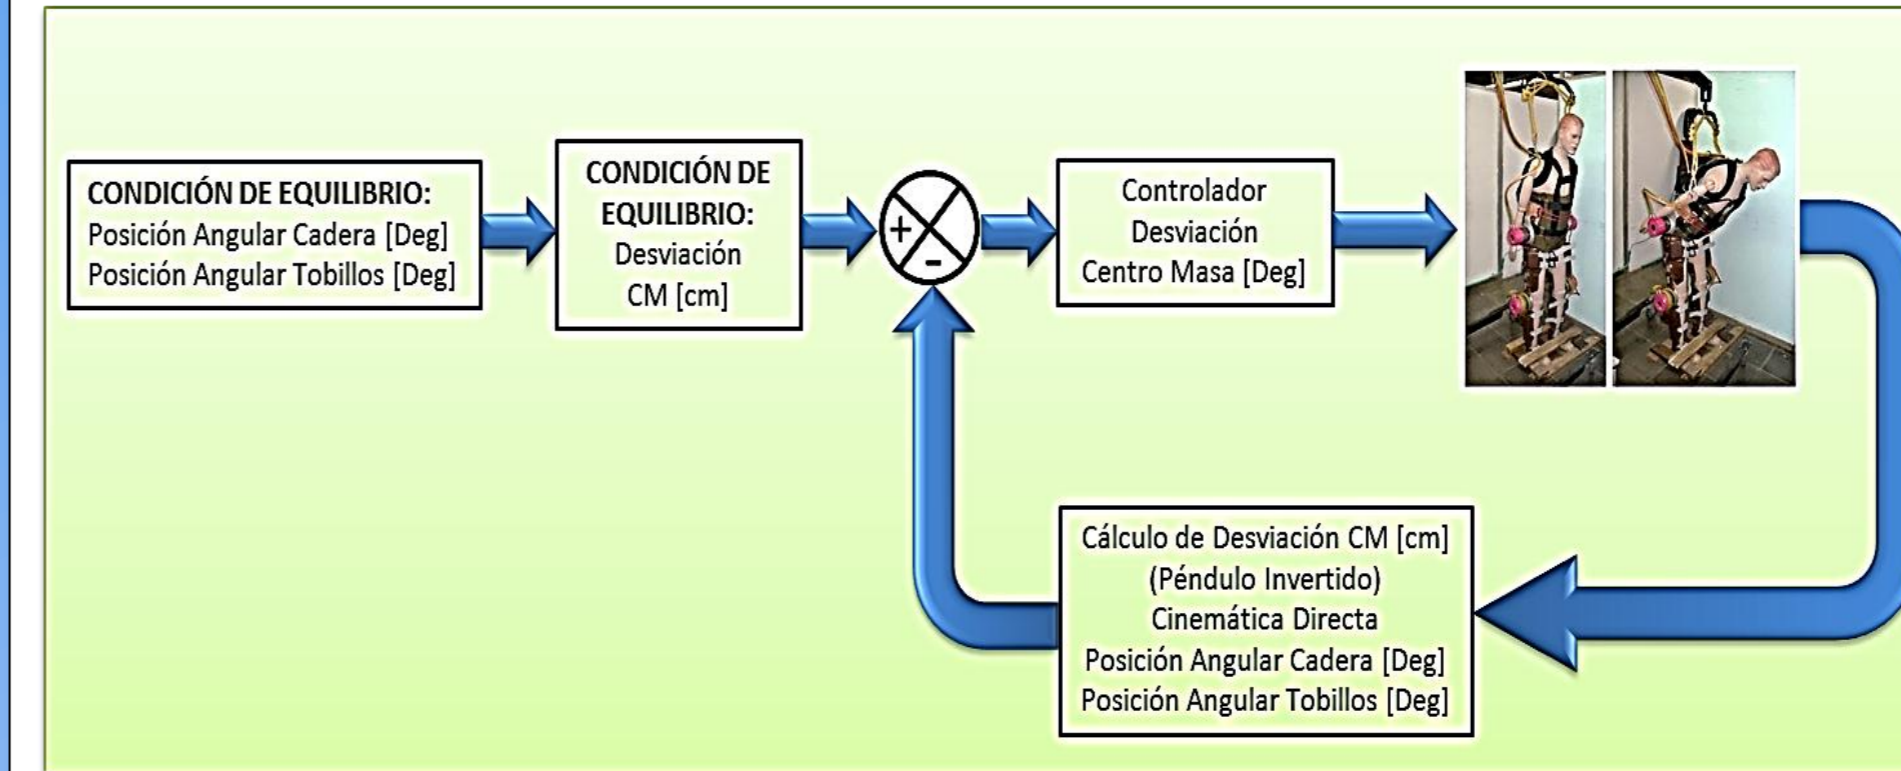 CONDICIÓN DE EQUILIBRIO:
Posición Angular Cadera [Deg]
Posición Angular Tobillos [Deg]
CONDICIÓN DE
EQUILIBRIO:
Desviación
CM [cm]
+
-
Controlador
Desviación
Centro Masa [Deg]
Cálculo de Desviación CM [cm]
(Péndulo Invertido)
Cinemática Directa
Posición Angular Cadera [Deg]
Posición Angular Tobillos [Deg]